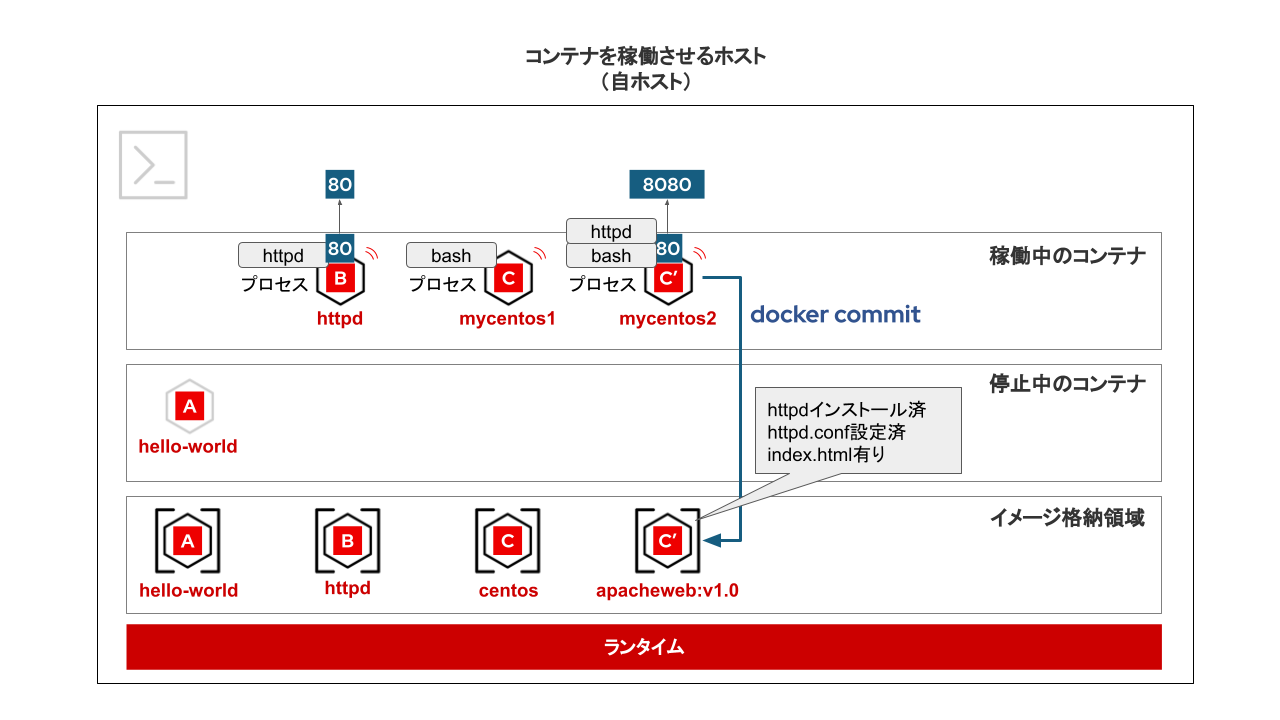 コンテナを稼働させるホスト
（自ホスト）
>_
80
8080
httpd
80
B
プロセス
httpd
bash
C
プロセス
mycentos1
httpd
bash
80
C′
プロセス
mycentos2
稼働中のコンテナ
docker commit
停止中のコンテナ
A
hello-world
httpdインストール済
httpd.conf設定済
index.html有り
イメージ格納領域
A
hello-world
B
httpd
C
centos
C′
apacheweb:v1.0
ランタイム